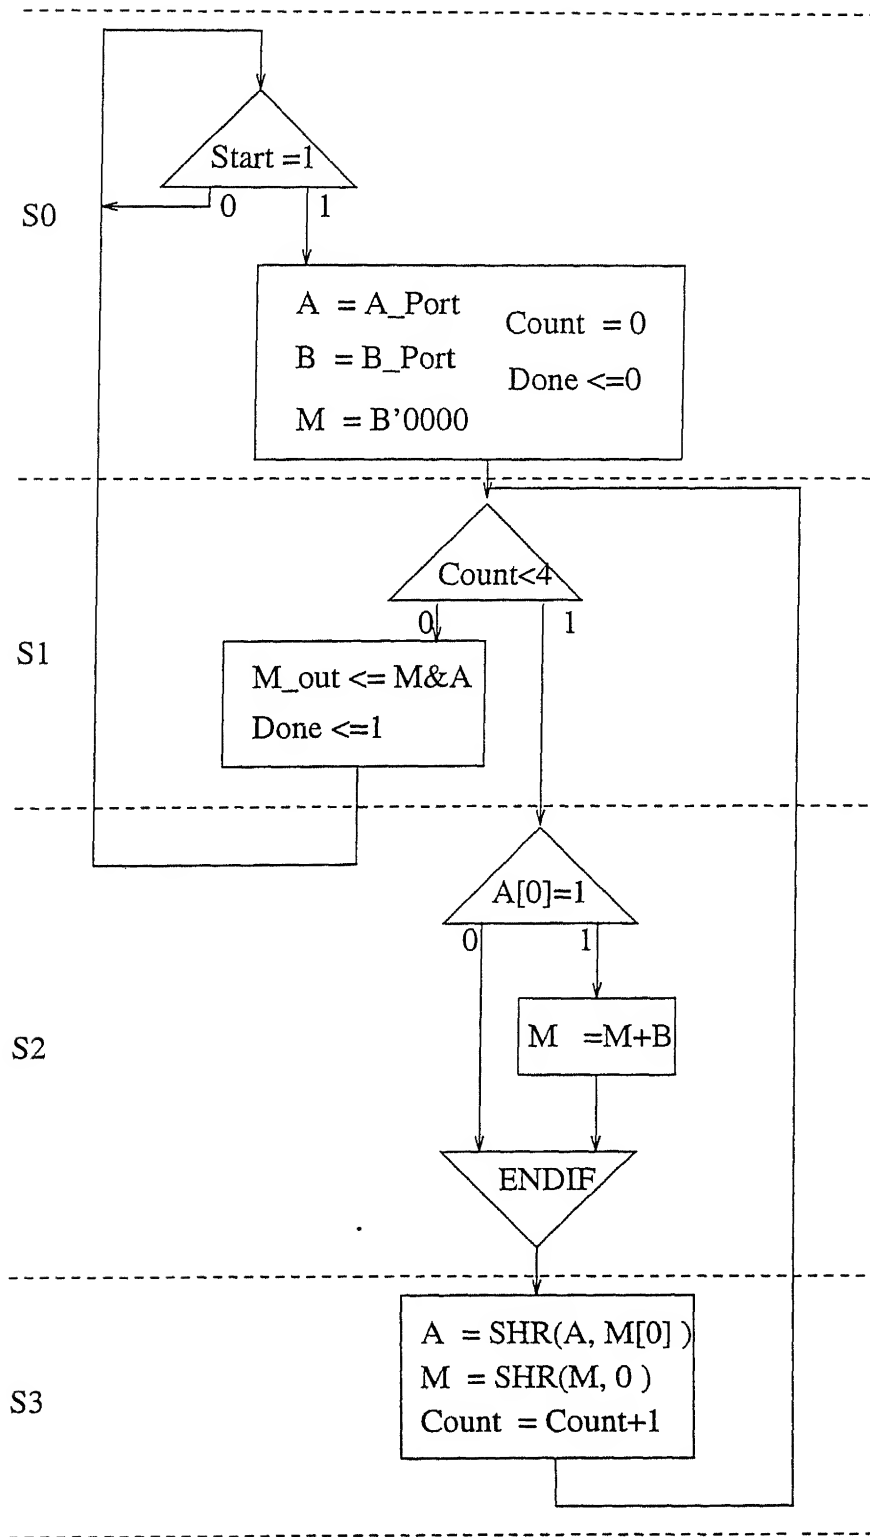 Start =1
0
1
S0
A = A_Port
Count = 0
B = B_Port
Done <=0
M = B’0000
Count<4
0
1
S1
M_out <= M&A
Done <=1
A[0]=1
0
1
S2
M =M+B
ENDIF
A = SHR(A, M[0] )
M = SHR(M, 0 )
S3
Count = Count+1